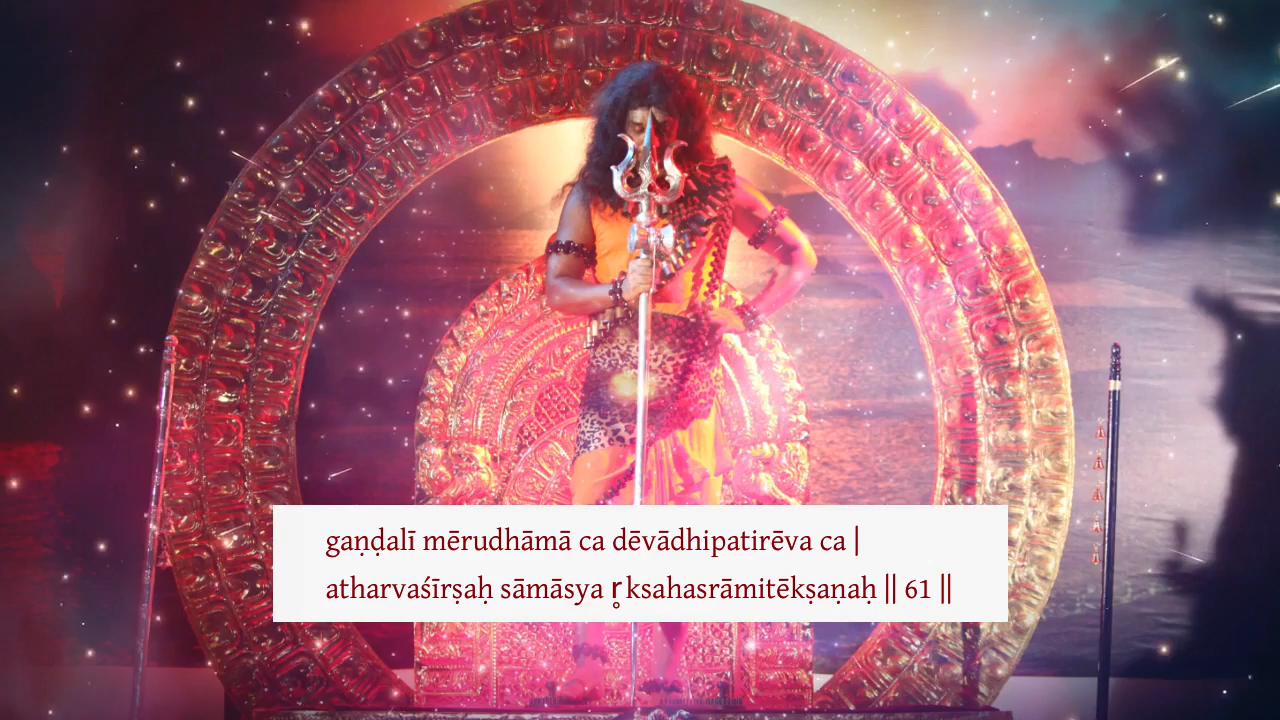 gaṇḍalī mērudhāmā ca dēvādhipatirēva ca |
atharvaśīrṣaḥ sāmāsya r̥ksahasrāmitēkṣaṇaḥ || 61 ||